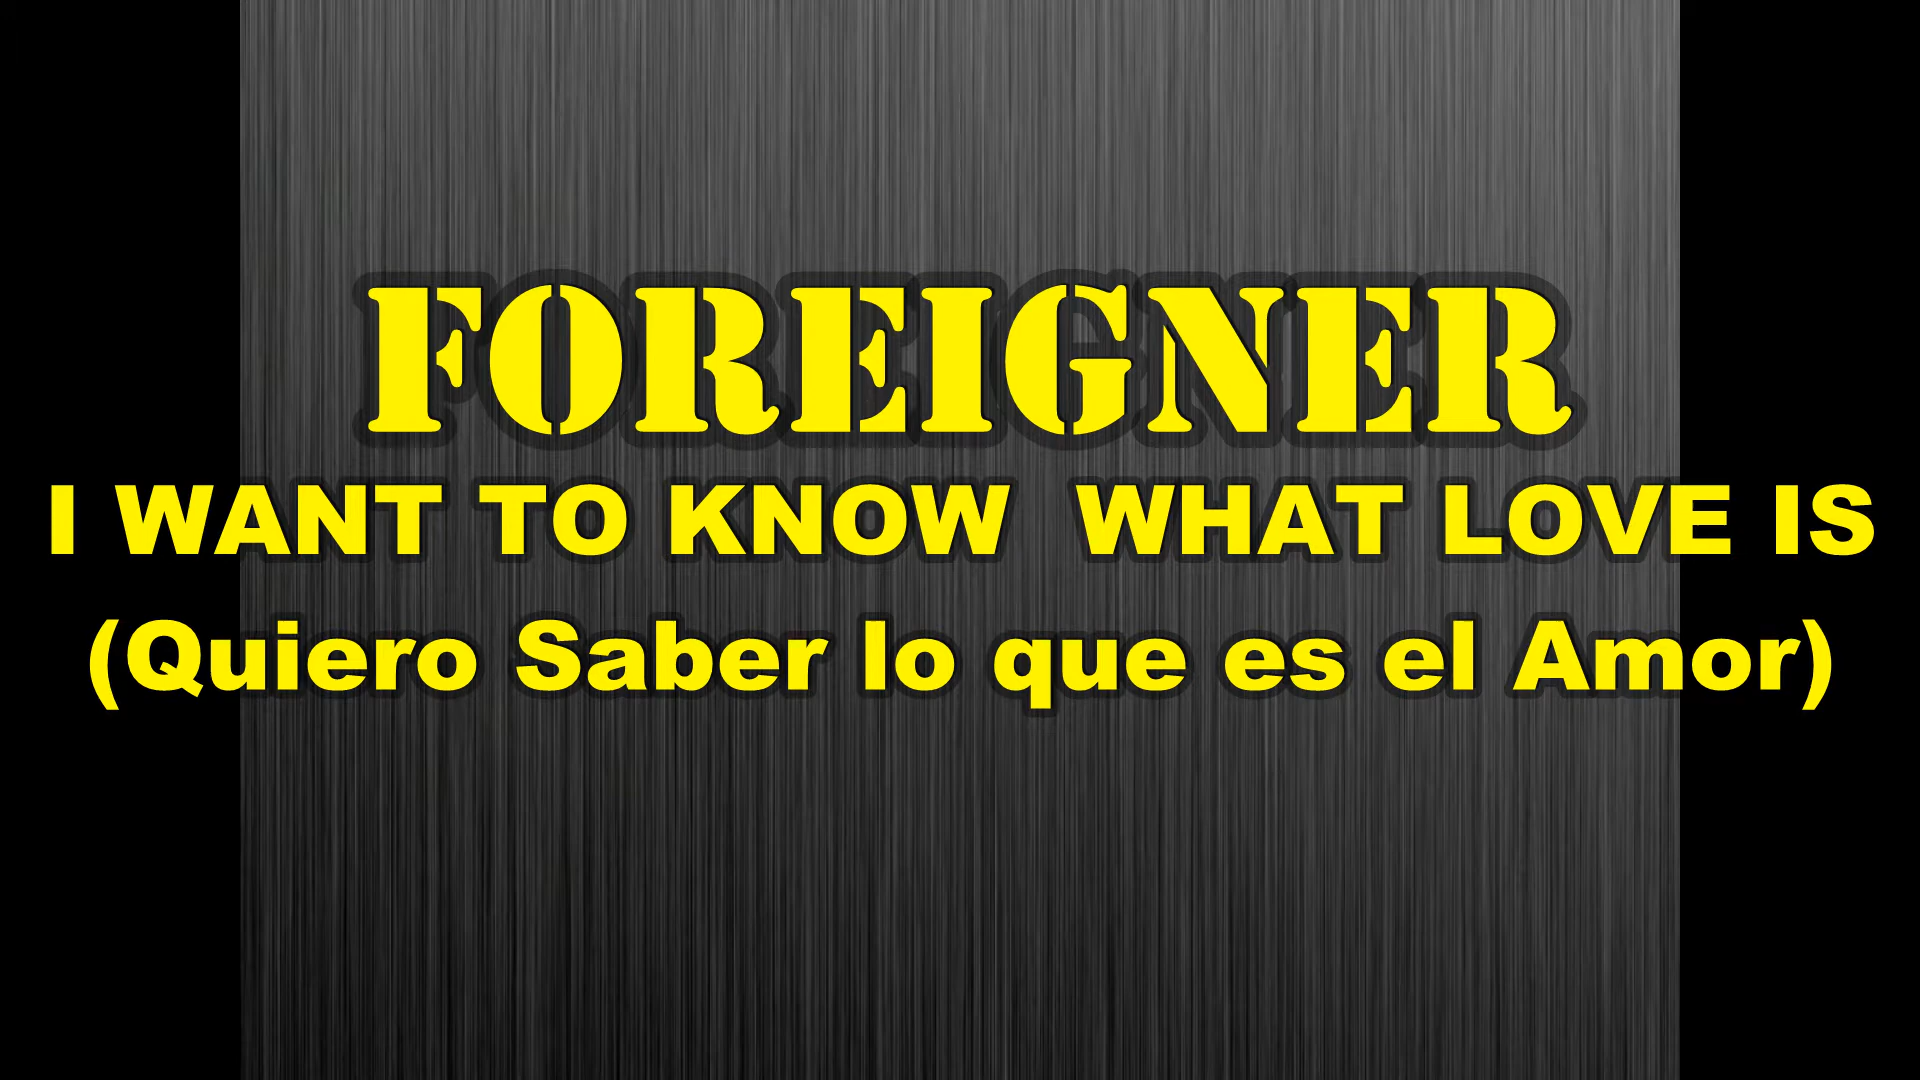 FOREIGNER
I WANT TO KNOW WHAT LOVE IS
(Quiero Saber lo que es el Amor)